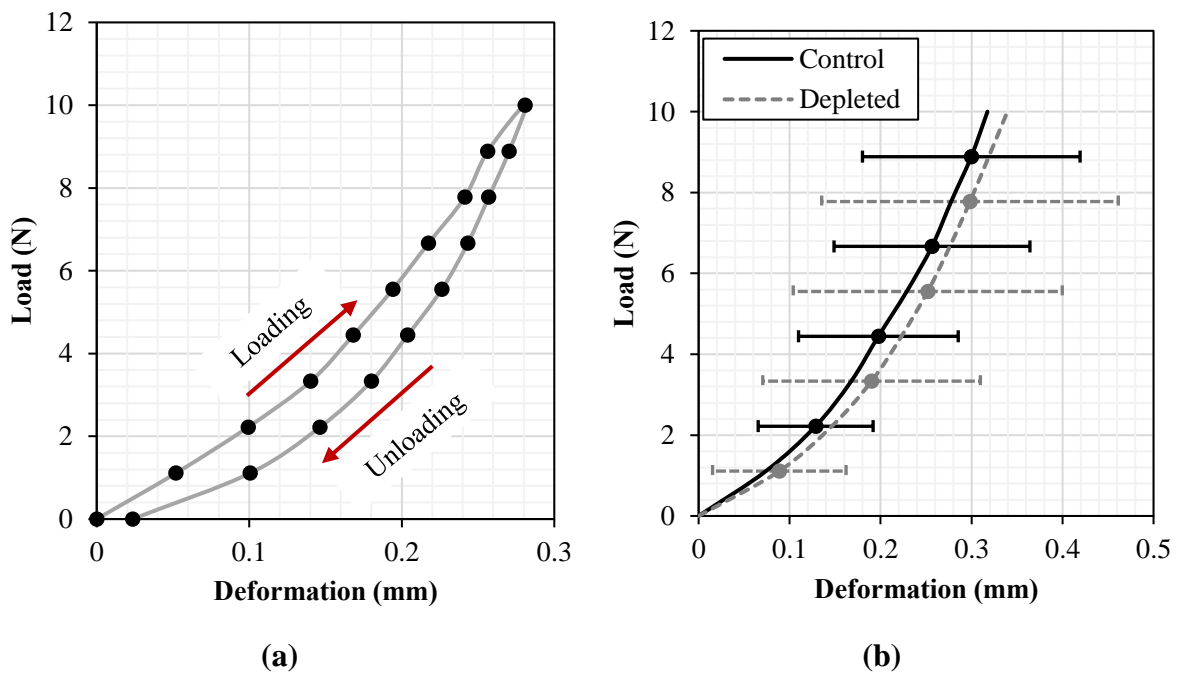 12
10
8
6
4
2
0
Load (N)
Loading
Unloading
0
0.1
0.2
0.3
Deformation (mm)
(a)
12
10
8
6
4
2
0
Load (N)
Control
Depleted
0
0.1
0.2
0.3
0.4
0.5
Deformation (mm)
(b)